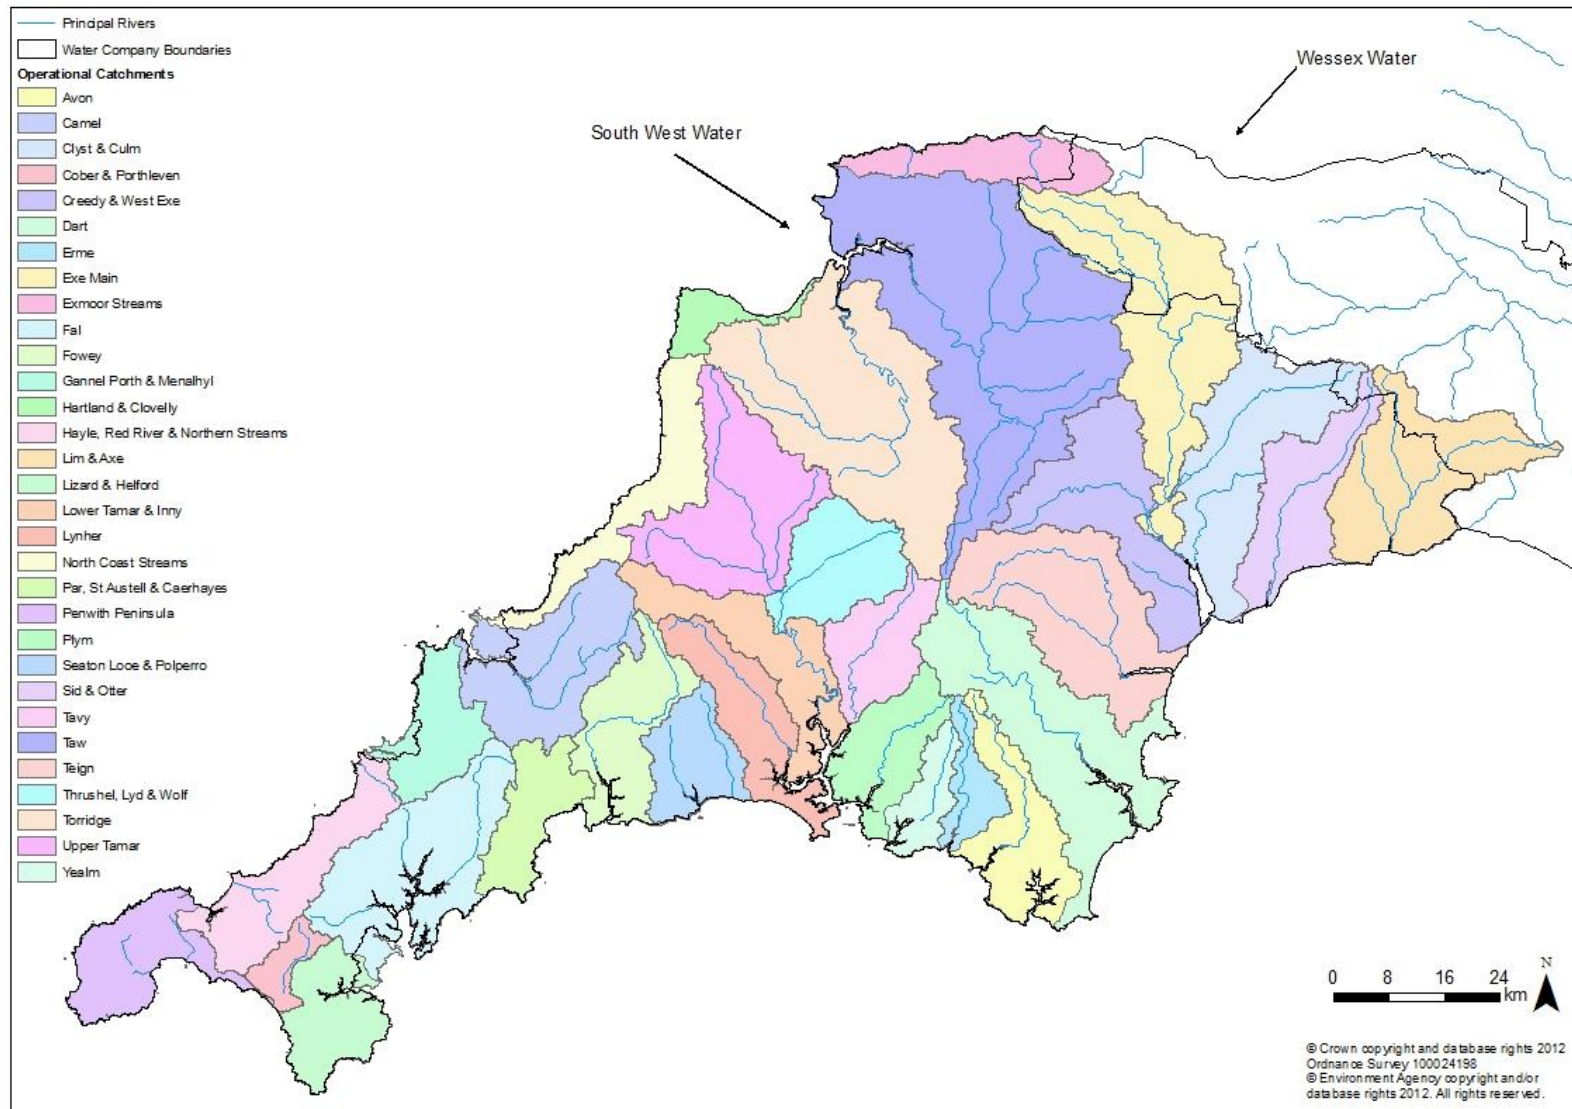 Principal Rivers
Water Company Boundaries
Operational Catchments
Avon
Camel
Clyst & Culm
Cober & Porthleven
Creedy & West Exe
Dart
Erme
Exe Main
Exmoor Streams
Fal
Fowey
Gannel Porth & Menalhyl
Hartland & Clovelly
Hayle, Red River & Northern Streams
Lim & Axe
Lizard & Helford
Lower Tamar & Inny
Lynher
North Coast Streams
Par, St Austell & Caerhayes
Penwith Peninsula
Plym
Seaton Looe & Polperro
Sid & Otter
Tavy
Taw
Teign
Thrushel, Lyd & Wolf
Torridge
Upper Tamar
Yealm
South West Water
Wessex Water
0 8 16 24
km
N
© Crown copyright and database rights 2012
Ordnance Survey 100024198
© Environment Agency copyright and/or
database rights 2012. All rights reserved.